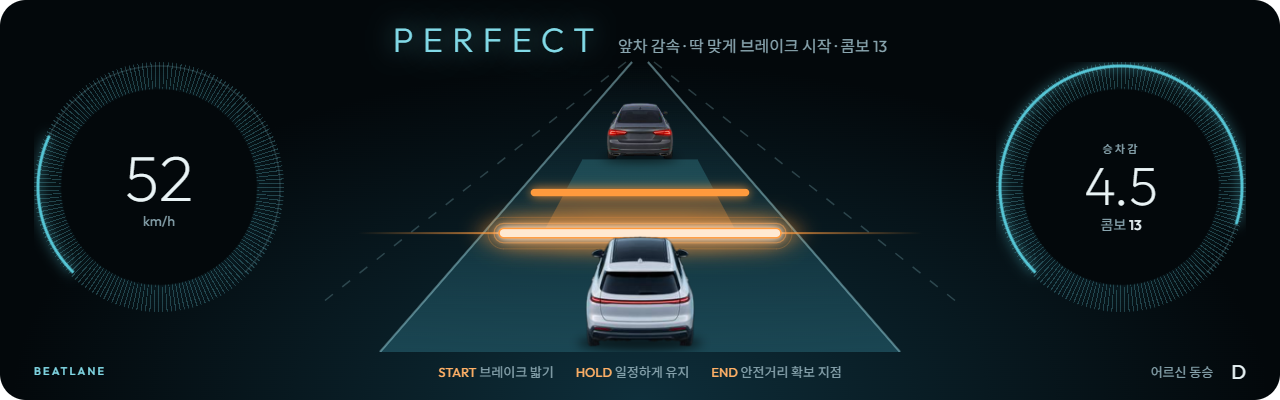 PERFECT 앞차 감속·딱 맞게 브레이크 시작·콤보 13
52
km/h
승차감
4.5
콤보 13
BEATLANE
START 브레이크 밟기 HOLD 일정하게 유지 END 안전거리 확보 지점
어르신 동승 D